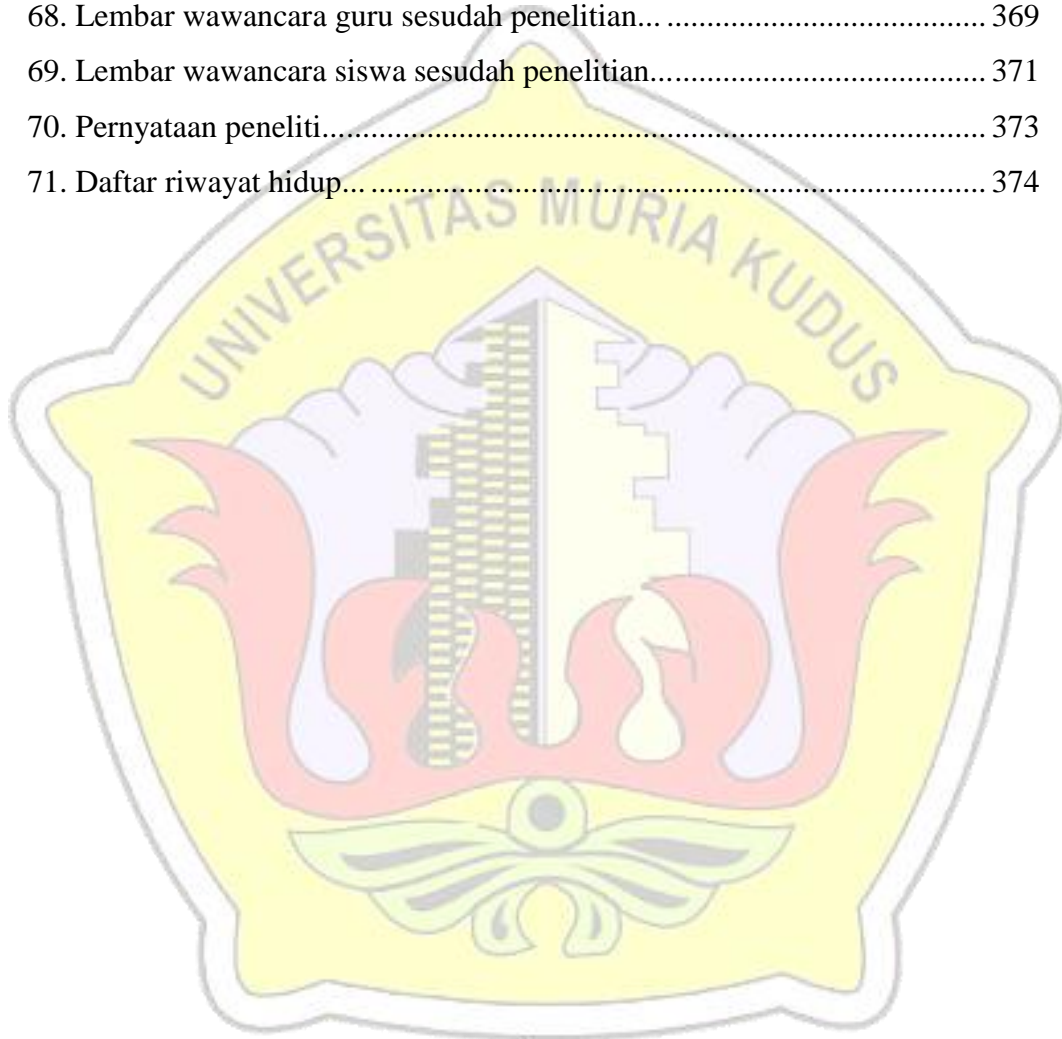 68. Lembar wawancara guru sesudah penelitian... ...................................... 369
69. Lembar wawancara siswa sesudah penelitian......................................... 371
70. Pernyataan peneliti................................................................................. 373
71. Daftar riwayat hidup... ........................................................................... 374
UNIVERSITAS MURIA KUDUS